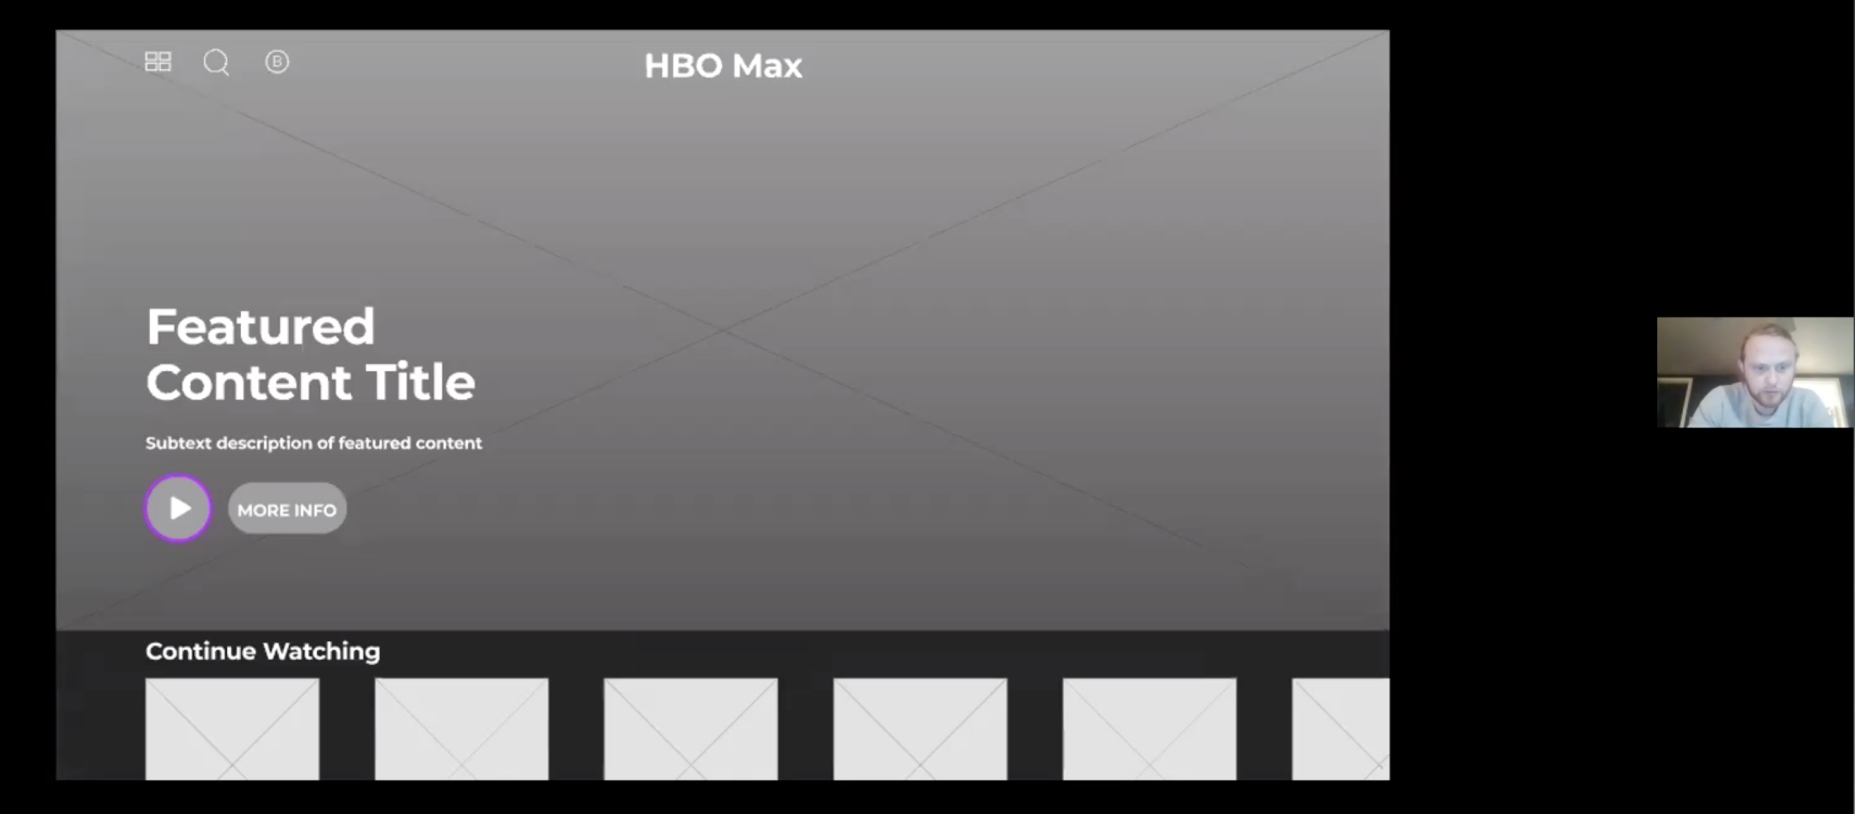 B
HBO Max
Featured
Content Title
Subtext description of featured content
MORE INFO
Continue Watching